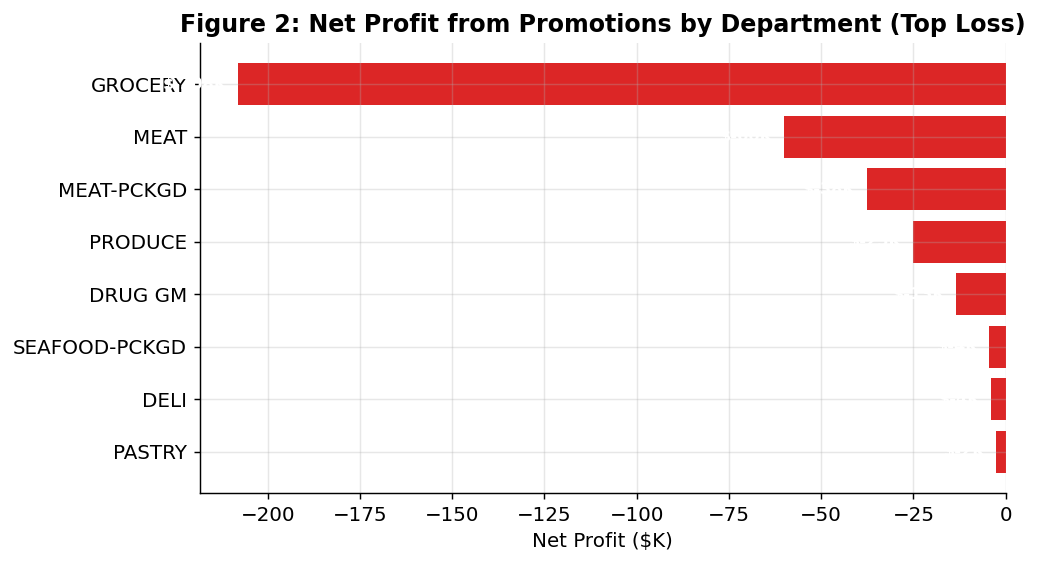 Figure 2: Net Profit from Promotions by Department (Top Loss)
GROCERY
MEAT
MEAT-PCKGD
PRODUCE
DRUG GM
SEAFOOD-PCKGD
DELI
PASTRY
−200 −175 −150 −125 −100 −75 −50 −25 0
Net Profit ($K)